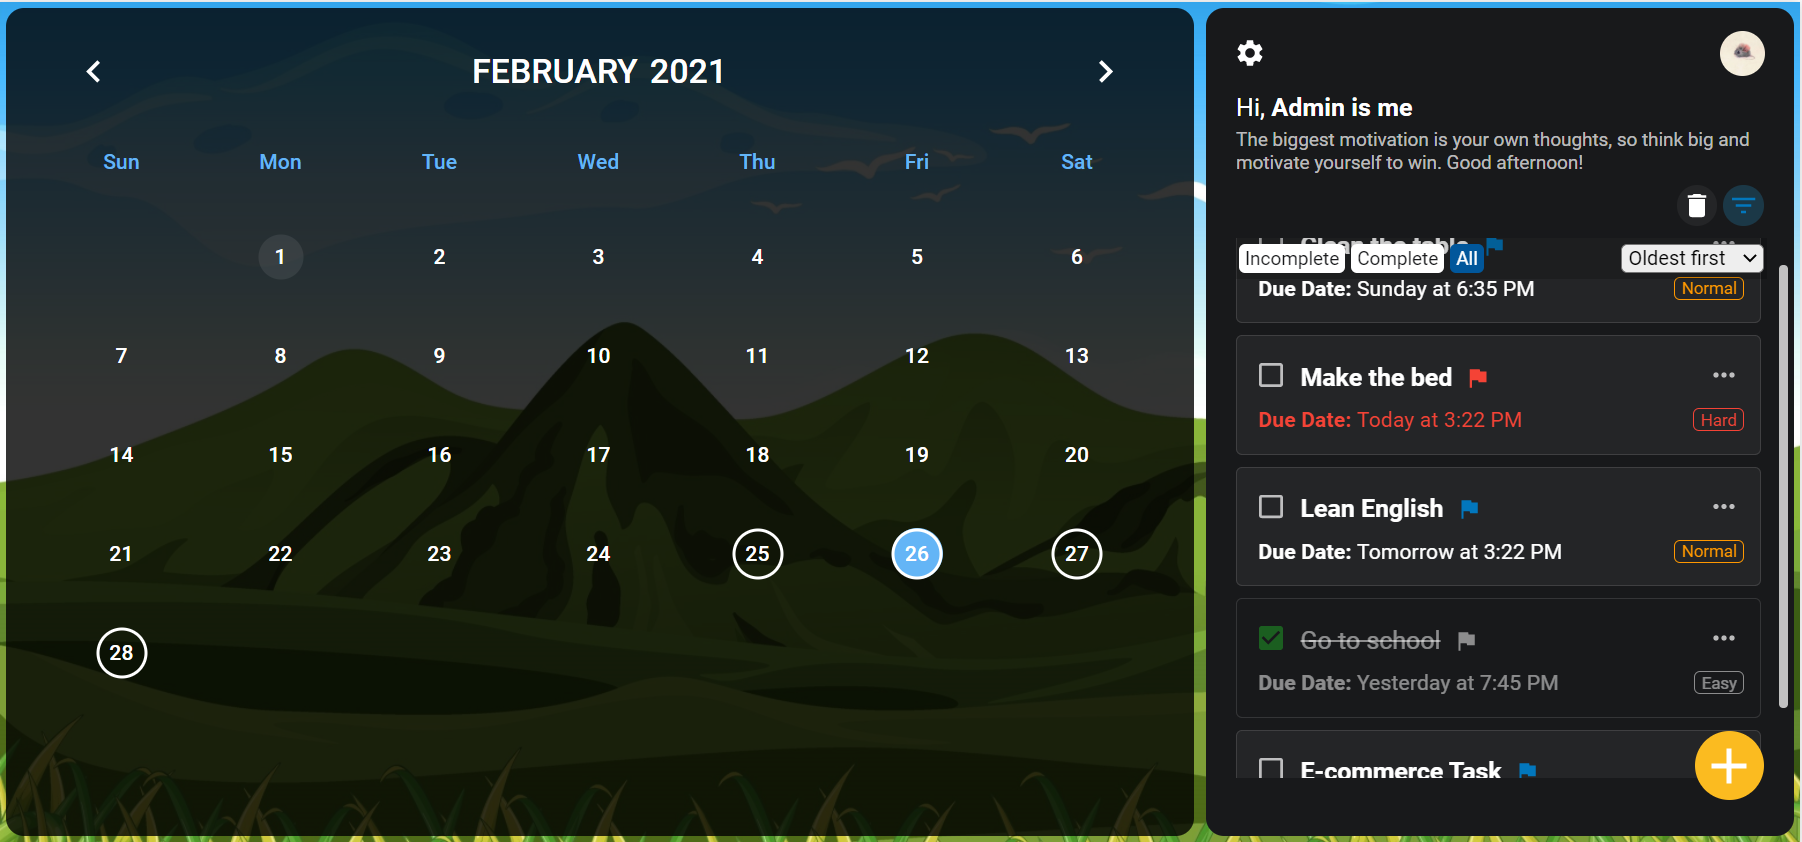 FEBRUARY 2021
Sun Mon Tue Wed Thu Fri Sat
1 2 3 4 5 6
7 8 9 10 11 12 13
14 15 16 17 18 19 20
21 22 23 24 25 26 27
28
Hi, Admin is me
The biggest motivation is your own thoughts, so think big and
motivate yourself to win. Good afternoon!
Clean the table
Incomplete Complete All Oldest first
Due Date: Sunday at 6:35 PM Normal
Make the bed
Due Date: Today at 3:22 PM Hard
Lean English
Due Date: Tomorrow at 3:22 PM Normal
Go to school
Due Date: Yesterday at 7:45 PM Easy
E-commerce Task